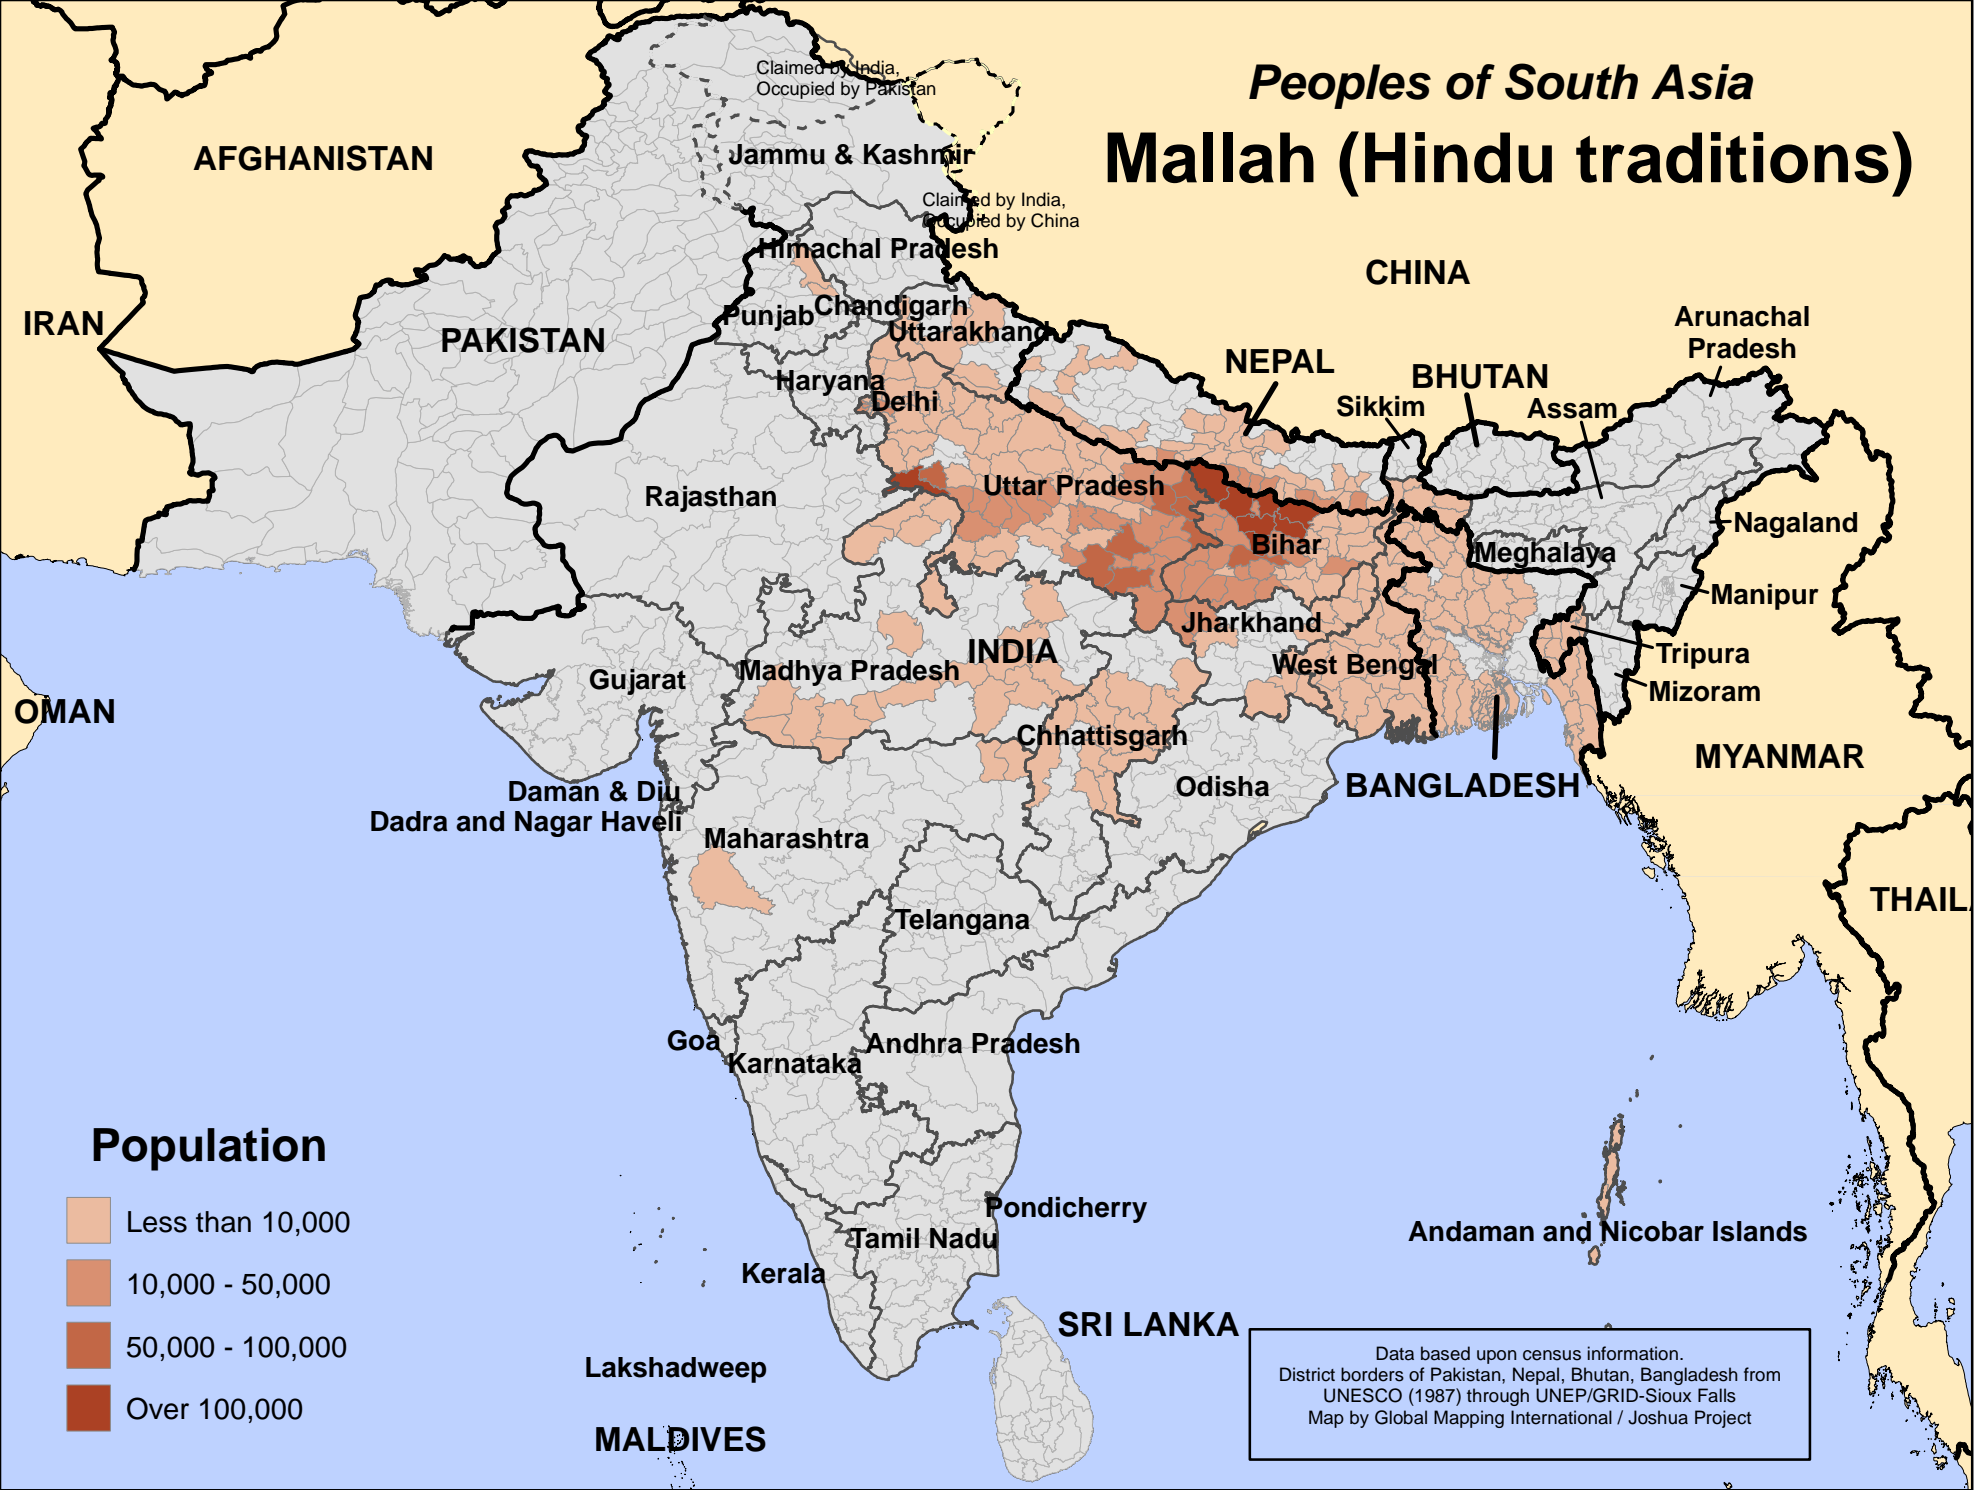 Peoples of South Asia
Mallah (Hindu traditions)
Claimed by India,
Occupied by Pakistan
AFGHANISTAN
Jammu & Kashmir
Claimed by India,
Occupied by China
Himachal Pradesh
CHINA
IRAN
PAKISTAN
Punjab
Chandigarh
Uttarakhand
Arunachal
Pradesh
NEPAL
BHUTAN
Haryana
Delhi
Sikkim
Assam
Rajasthan
Uttar Pradesh
Nagaland
Bihar
Meghalaya
Manipur
Jharkhand
INDIA
Tripura
Madhya Pradesh
West Bengal
Gujarat
Mizoram
OMAN
Chhattisgarh
MYANMAR
Odisha
BANGLADESH
Daman & Diu
Dadra and Nagar Haveli
Maharashtra
THAIL
Telangana
Goa
Andhra Pradesh
Karnataka
Pondicherry
Tamil Nadu
Andaman and Nicobar Islands
Kerala
SRI LANKA
Lakshadweep
MALDIVES
Population
Less than 10,000
10,000 - 50,000
50,000 - 100,000
Over 100,000
Data based upon census information.
District borders of Pakistan, Nepal, Bhutan, Bangladesh from
UNESCO (1987) through UNEP/GRID-Sioux Falls
Map by Global Mapping International / Joshua Project